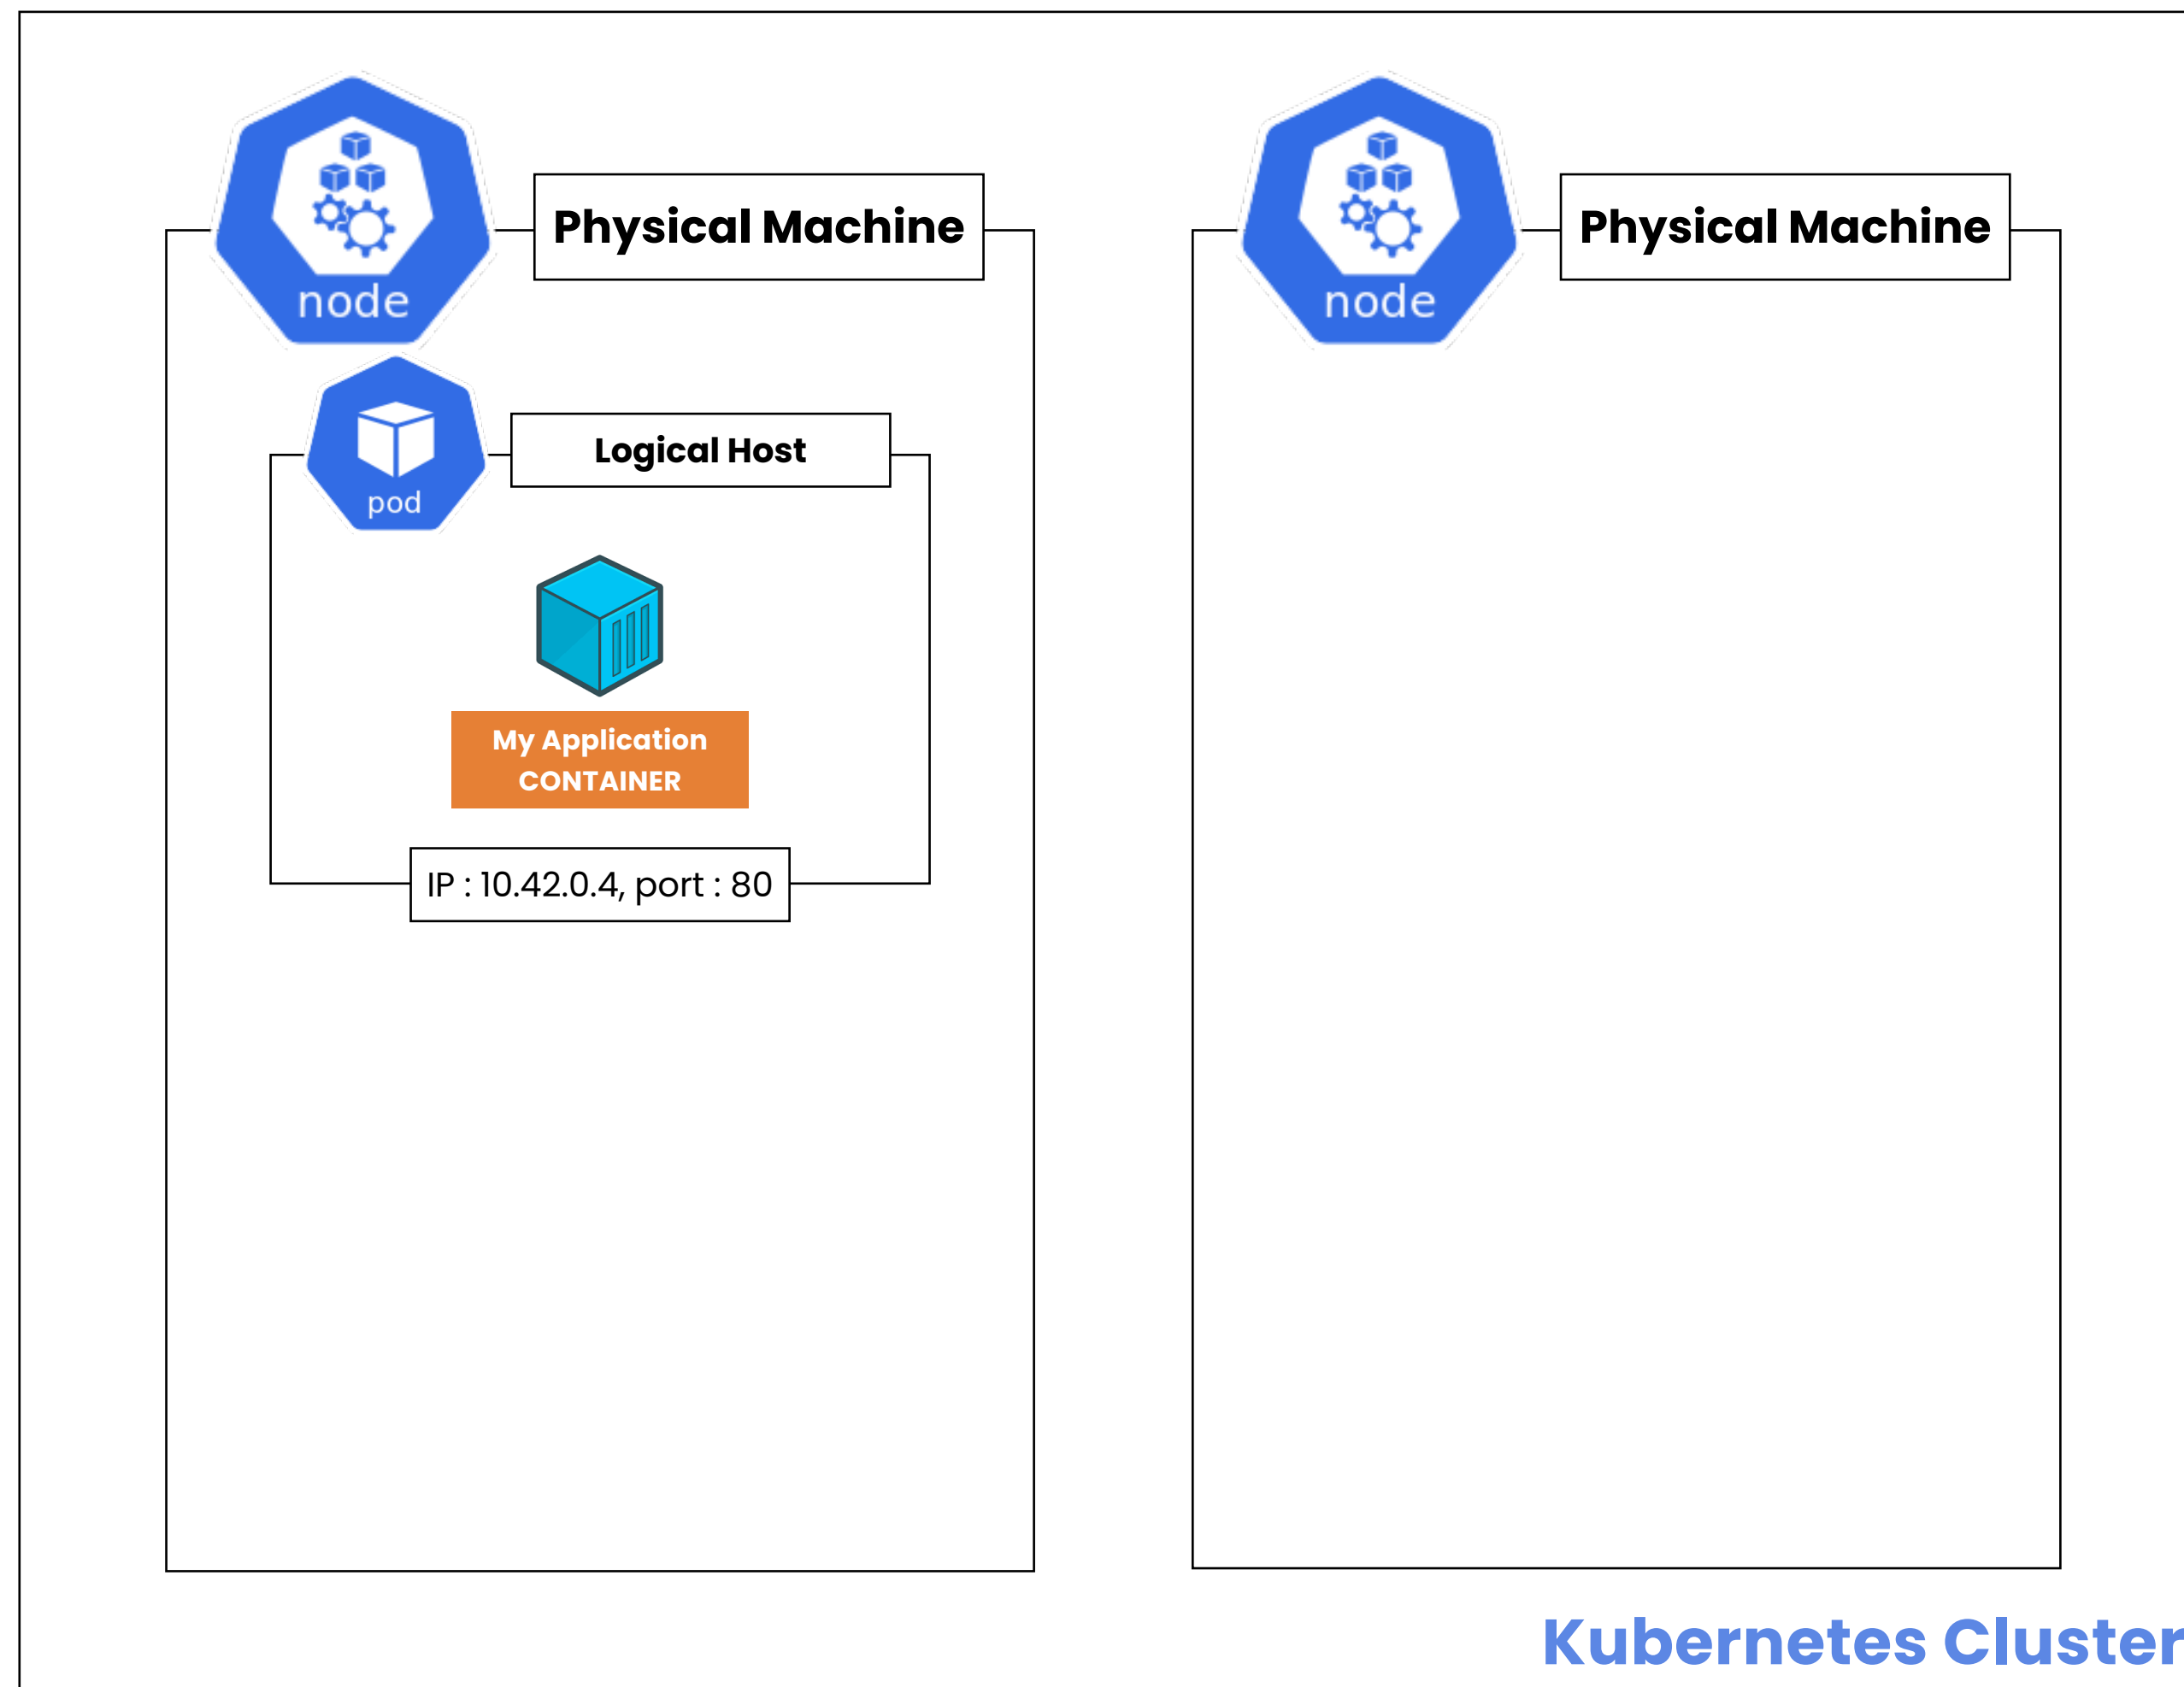 Physical Machine
node
pod
Logical Host
My Application
CONTAINER
IP : 10.42.0.4, port : 80
Physical Machine
node
Kubernetes Cluster